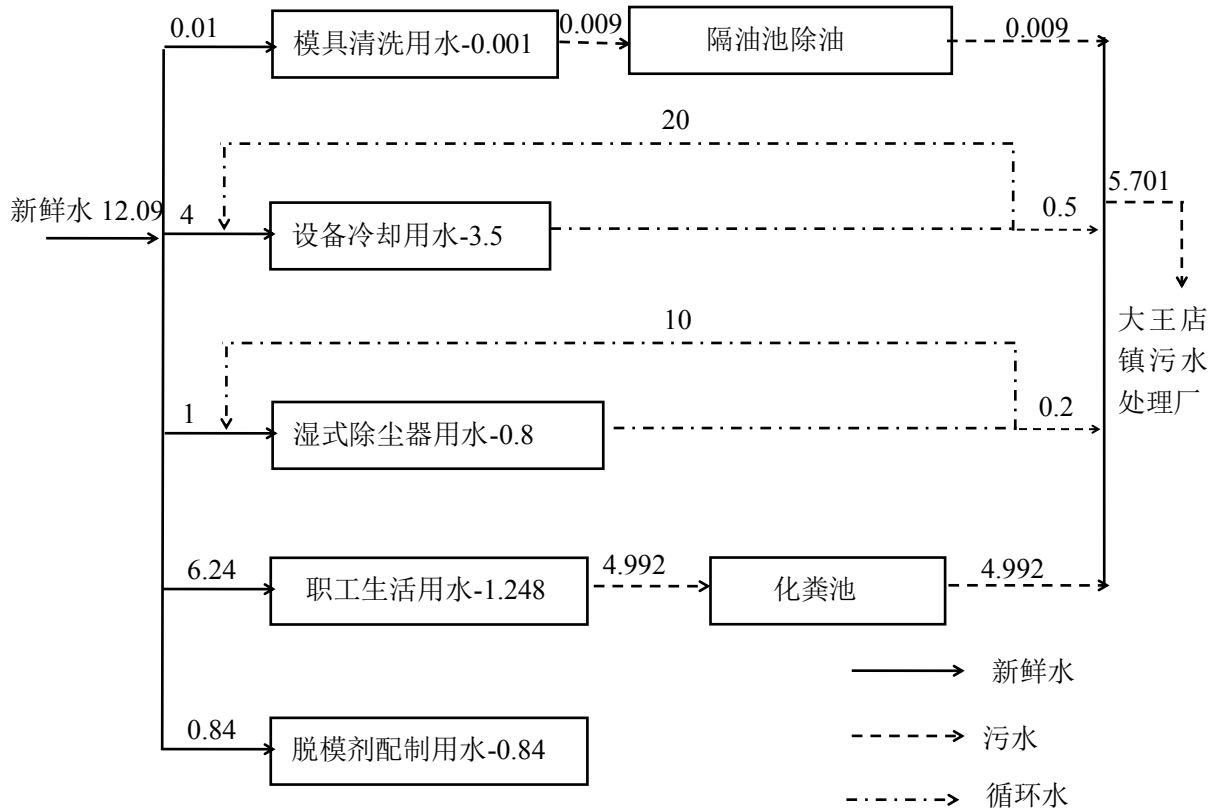 0.01
模具清洗用水-0.001
0.009
隔油池除油
0.009
20
新鲜水 12.09
4
设备冷却用水-3.5
0.5
5.701
10
1
湿式除尘器用水-0.8
0.2
大王店
镇污水
处理厂
6.24
职工生活用水-1.248
4.992
化粪池
4.992
新鲜水
0.84
脱模剂配制用水-0.84
污水
循环水